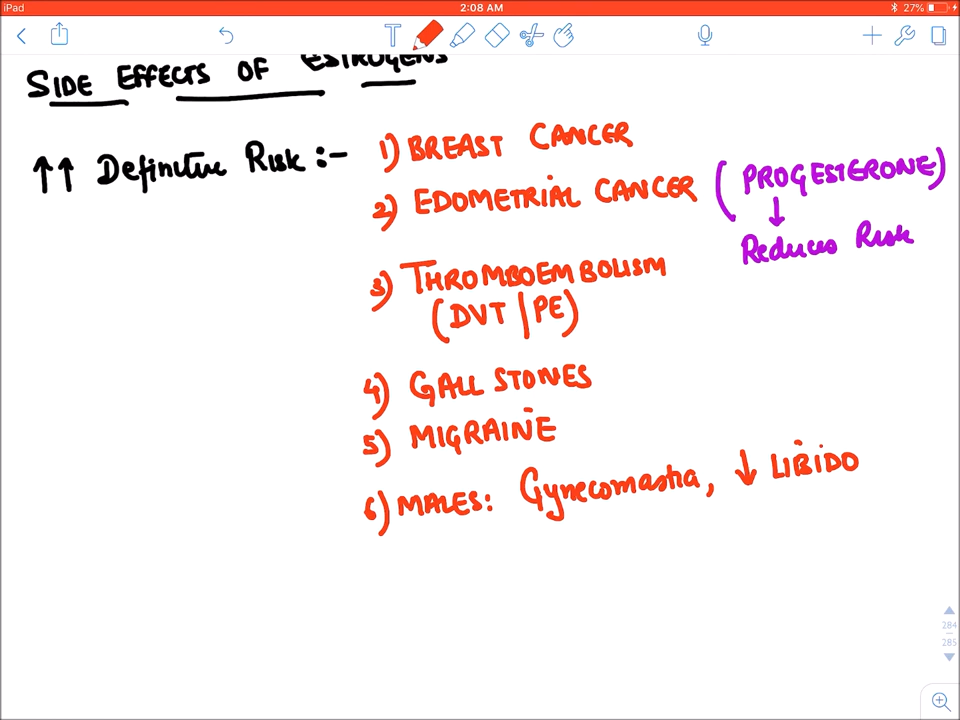 iPad
2:08 AM
27%
SIDE EFFECTS OF ESTROGENS
↑↑ Definitive Risk :-
1) BREAST CANCER
2) EDOMETRIAL CANCER (PROGESTERONE)
↓
Reduces Risk
3) THROMBOEMBOLISM
(DVT | PE)
4) GALL STONES
5) MIGRAINE
6) MALES: Gynecomastia, ↓ LIBIDO
T
284
285